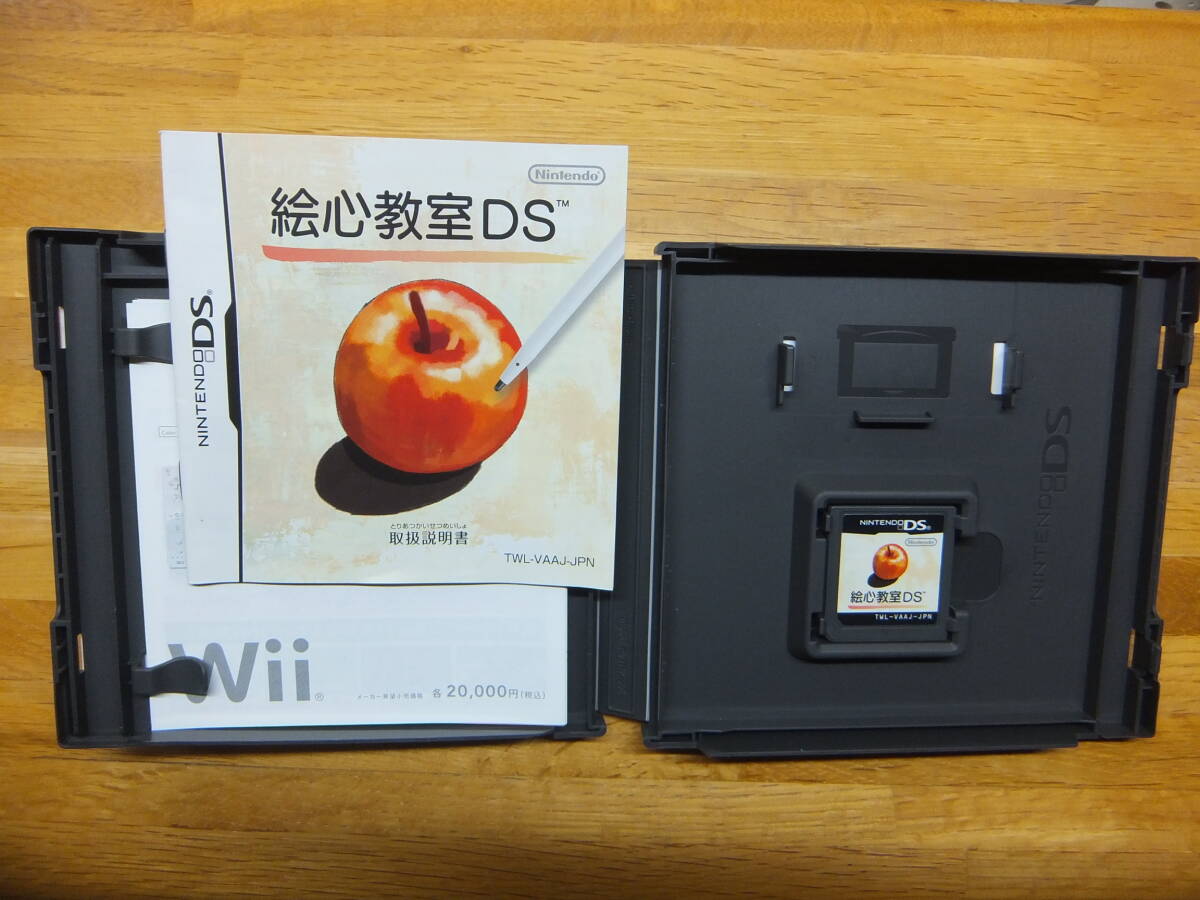 Nintendo
絵心教室DS™
NINTENDO DS®
とりあつかいせつめいしょ
取扱説明書
TWL-VAAJ-JPN
Wii®
メーカー希望小売価格 各20,000円(税込)
NINTENDO DS
NINTENDO DS®
Nintendo
絵心教室DS™
TWL-VAAJ-JPN